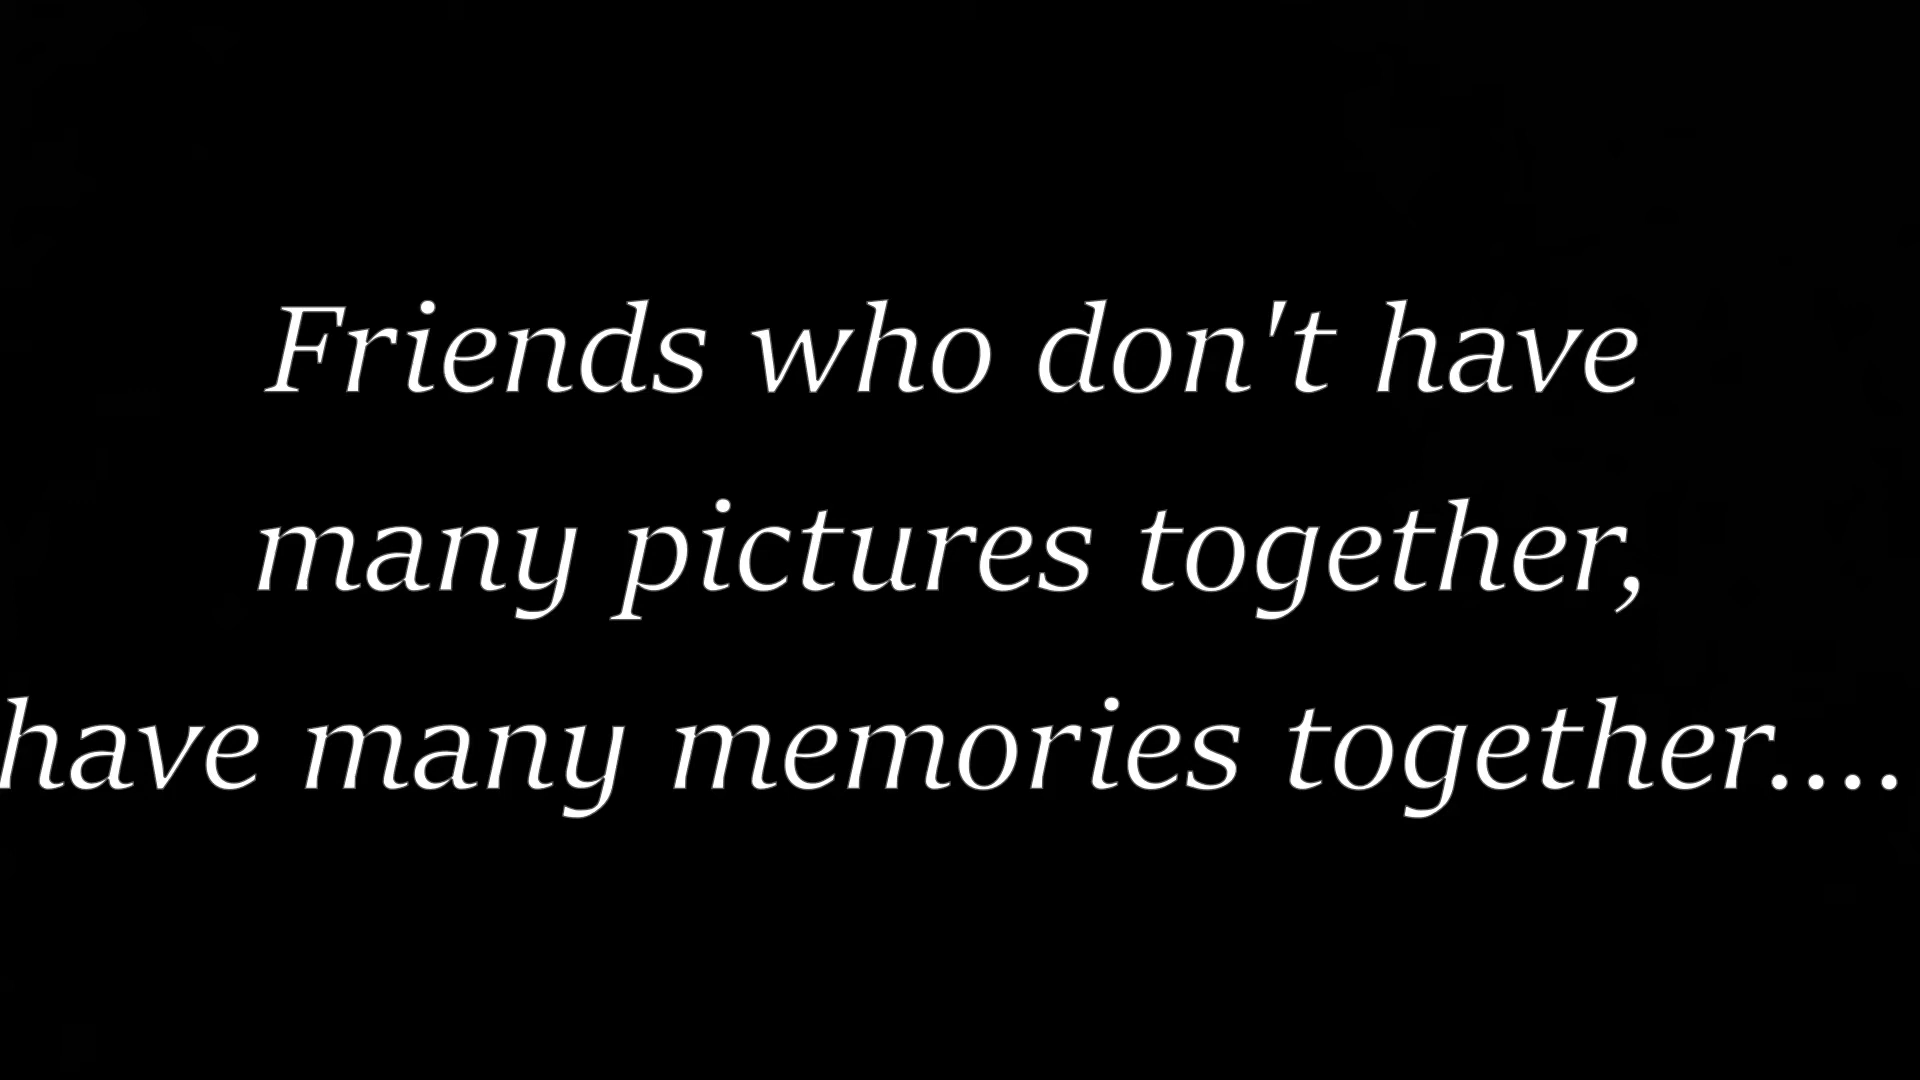 Friends who don't have
many pictures together,
have many memories together....